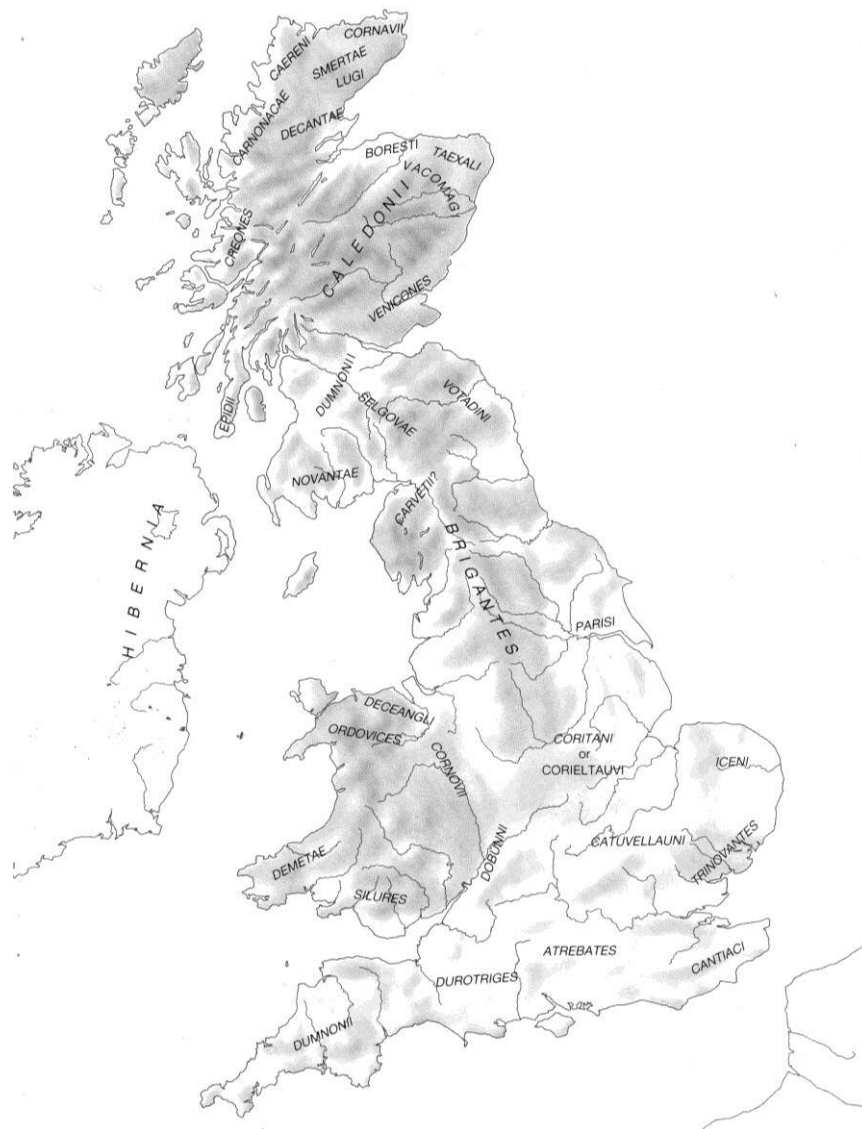 CORNAVII
CAERENI
SMERTAE
LUGI
CARNONACAE
DECANTAE
BORESTI
TAEXALI
VACOMAG
CALEDONII
CREONES
VENICONES
EPIDII
DUMNONII
SELGOVAE
VOTADINI
NOVANTAE
CARVETII?
HIBERNIA
BRIGANTES
PARISI
DECEANGLI
ORDOVICES
CORNOVII
CORITANI
or
CORIELTAUVI
ICENI
CATUVELLAUNI
TRINOVANTES
DOBUNNI
DEMETAE
SILURES
ATREBATES
CANTIACI
DUROTRIGES
DUMNONII